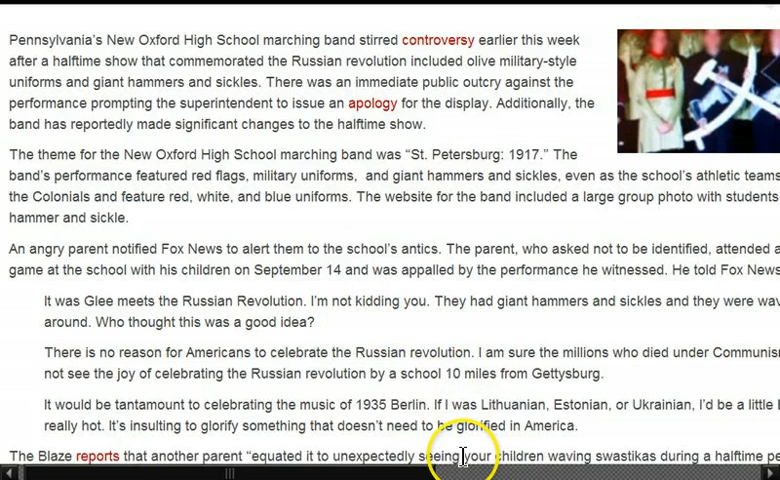 Pennsylvania’s New Oxford High School marching band stirred controversy earlier this week
after a halftime show that commemorated the Russian revolution included olive military-style
uniforms and giant hammers and sickles. There was an immediate public outcry against the
performance prompting the superintendent to issue an apology for the display. Additionally, the
band has reportedly made significant changes to the halftime show.
The theme for the New Oxford High School marching band was “St. Petersburg: 1917.” The
band’s performance featured red flags, military uniforms,  and giant hammers and sickles, even as the school’s athletic teams
the Colonials and feature red, white, and blue uniforms. The website for the band included a large group photo with students
hammer and sickle.
An angry parent notified Fox News to alert them to the school’s antics. The parent, who asked not to be identified, attended a
game at the school with his children on September 14 and was appalled by the performance he witnessed. He told Fox News
It was Glee meets the Russian Revolution. I’m not kidding you. They had giant hammers and sickles and they were wav
around. Who thought this was a good idea?
There is no reason for Americans to celebrate the Russian revolution. I am sure the millions who died under Communis
not see the joy of celebrating the Russian revolution by a school 10 miles from Gettysburg.
It would be tantamount to celebrating the music of 1935 Berlin. If I was Lithuanian, Estonian, or Ukrainian, I’d be a little
really hot. It’s insulting to glorify something that doesn’t need to be glorified in America.
The Blaze reports that another parent “equated it to unexpectedly seeing your children waving swastikas during a halftime pe